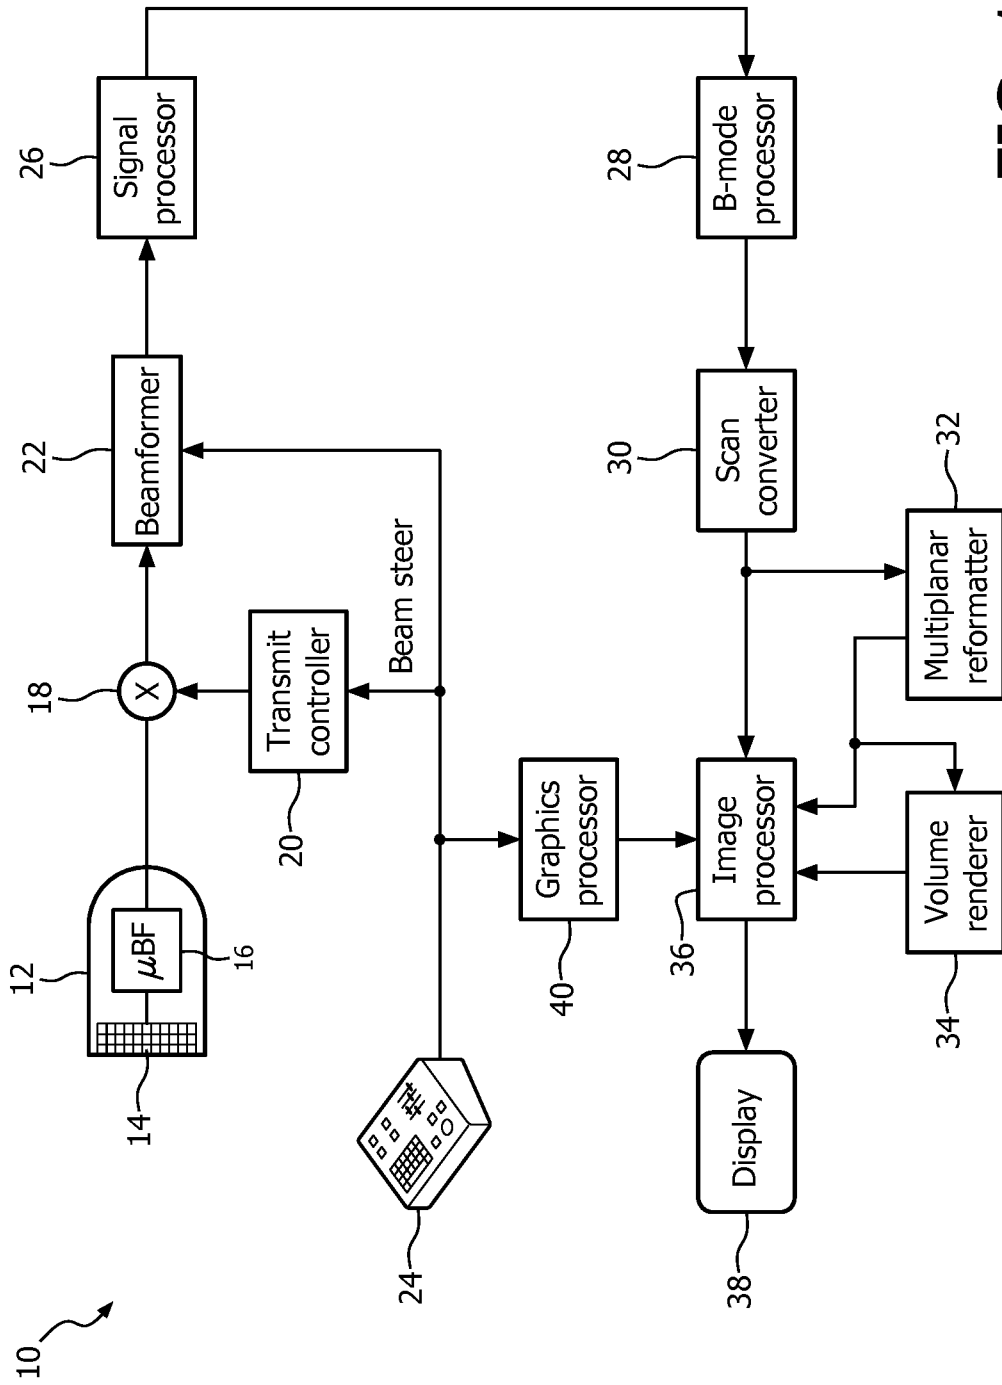 10
12
μBF
16
14
18
X
22
Beamformer
26
Signal
processor
Transmit
controller
20
Beam steer
24
Graphics
processor
40
28
B-mode
processor
30
Scan
converter
36
Image
processor
38
Display
32
Multiplanar
reformatter
34
Volume
renderer